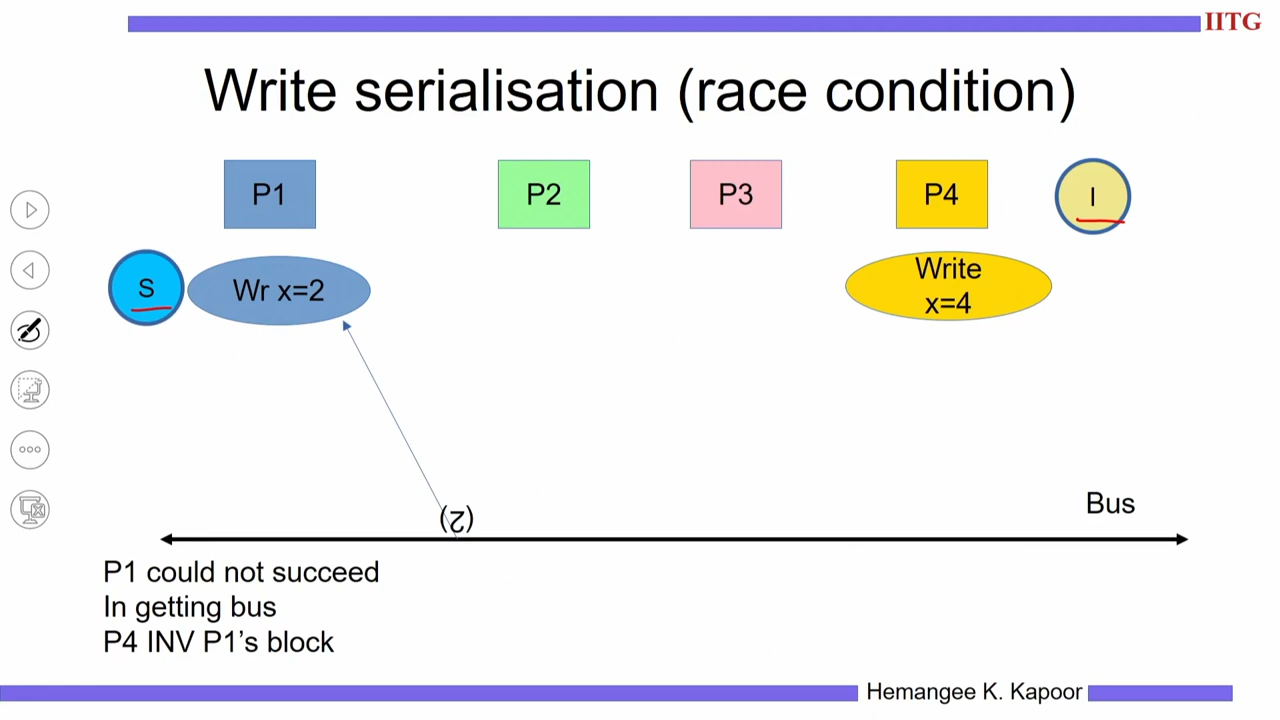 IITG
Write serialisation (race condition)
P1
P2
P3
P4
I
S
Wr x=2
Write
x=4
(2)
Bus
P1 could not succeed
In getting bus
P4 INV P1’s block
Hemangee K. Kapoor